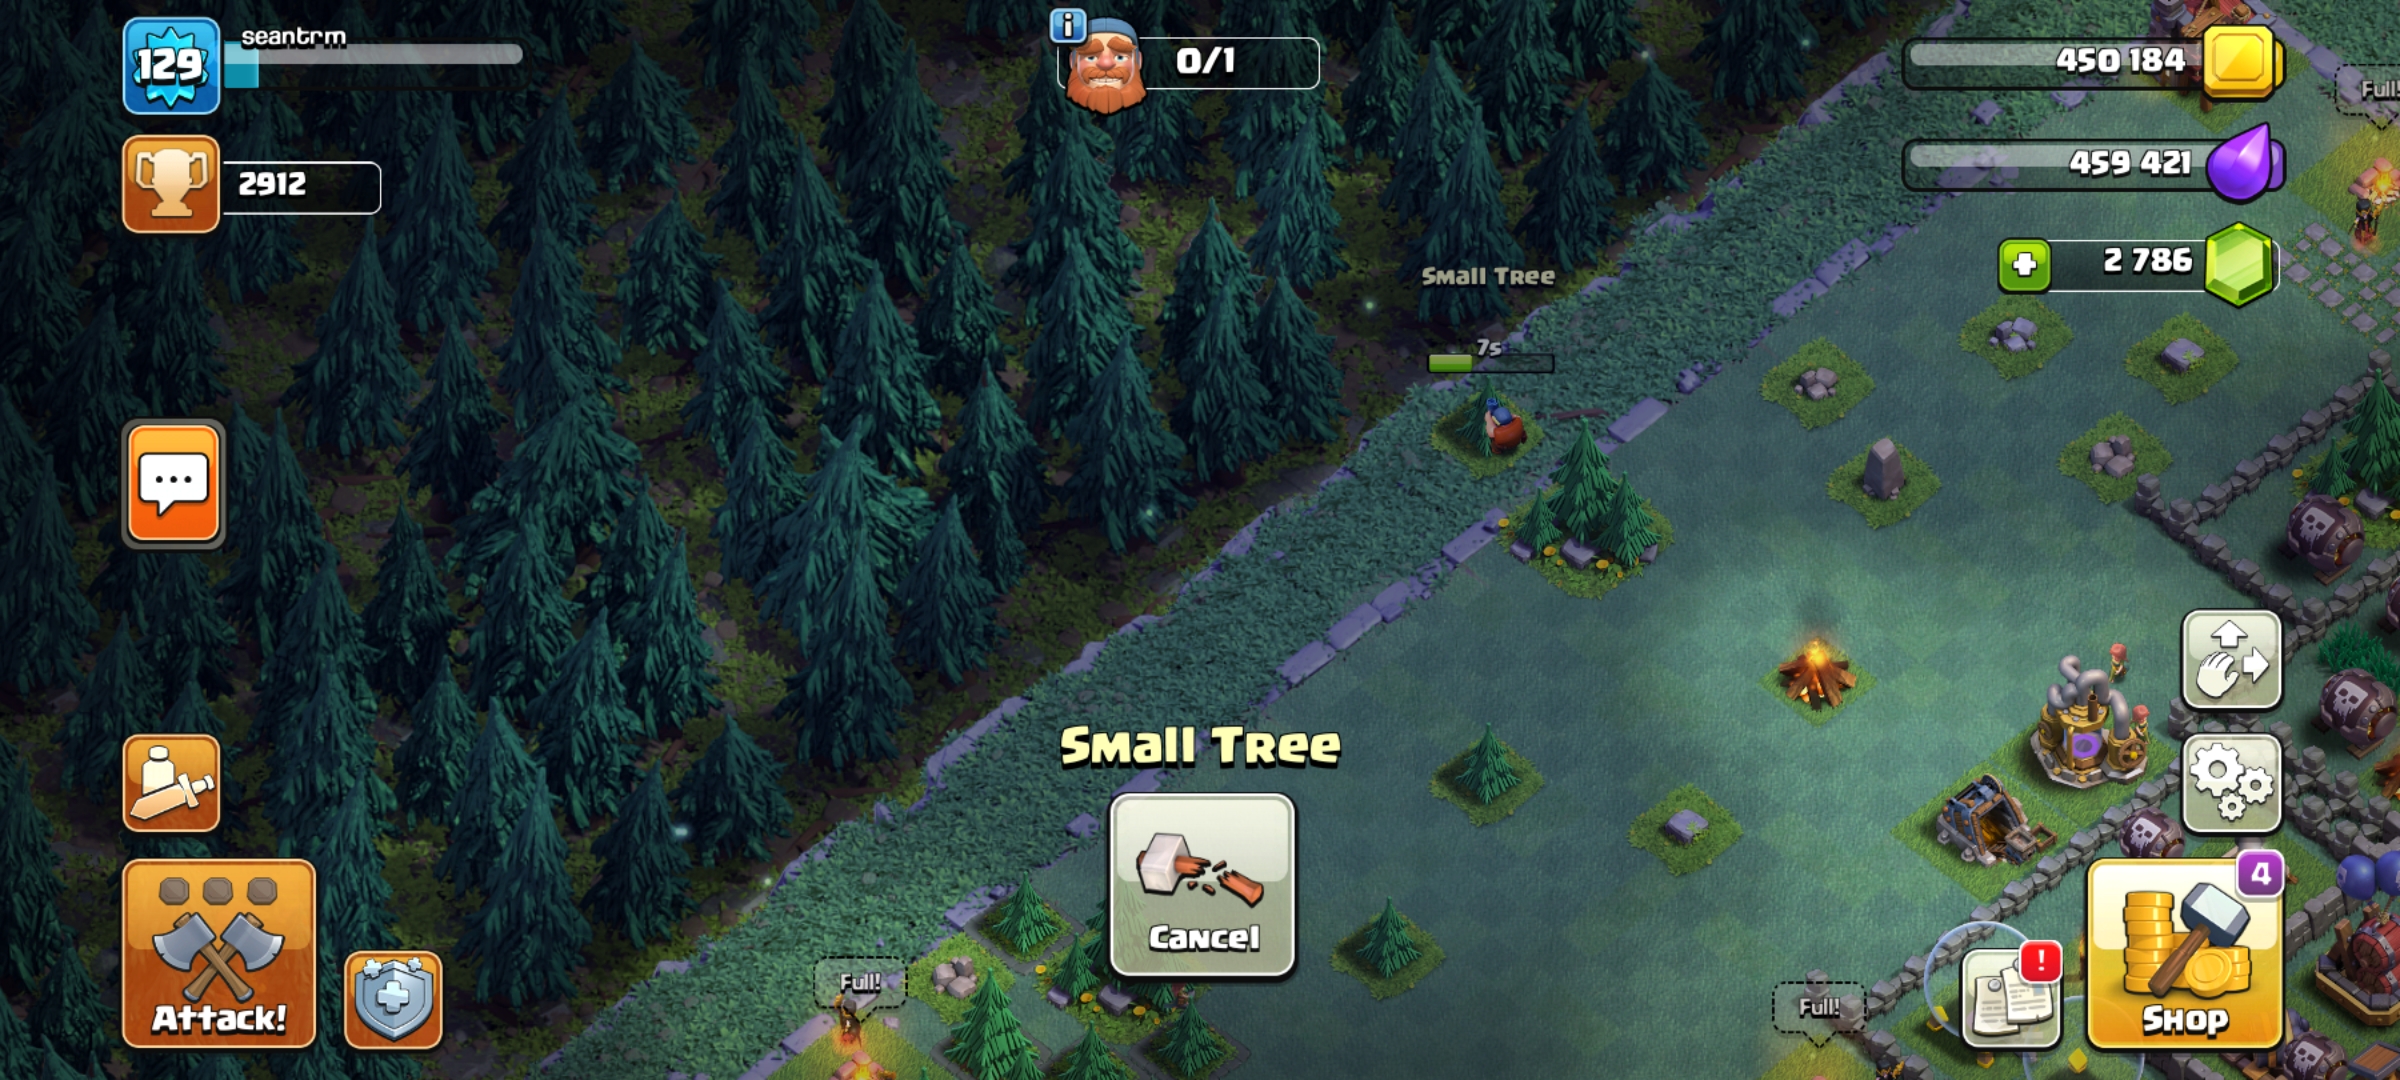 129
seantrm
i
0/1
450 184
Full!
2912
459 421
2 786
Small Tree
7s
Small Tree
Cancel
4
!
Full!
Full!
Attack!
Shop